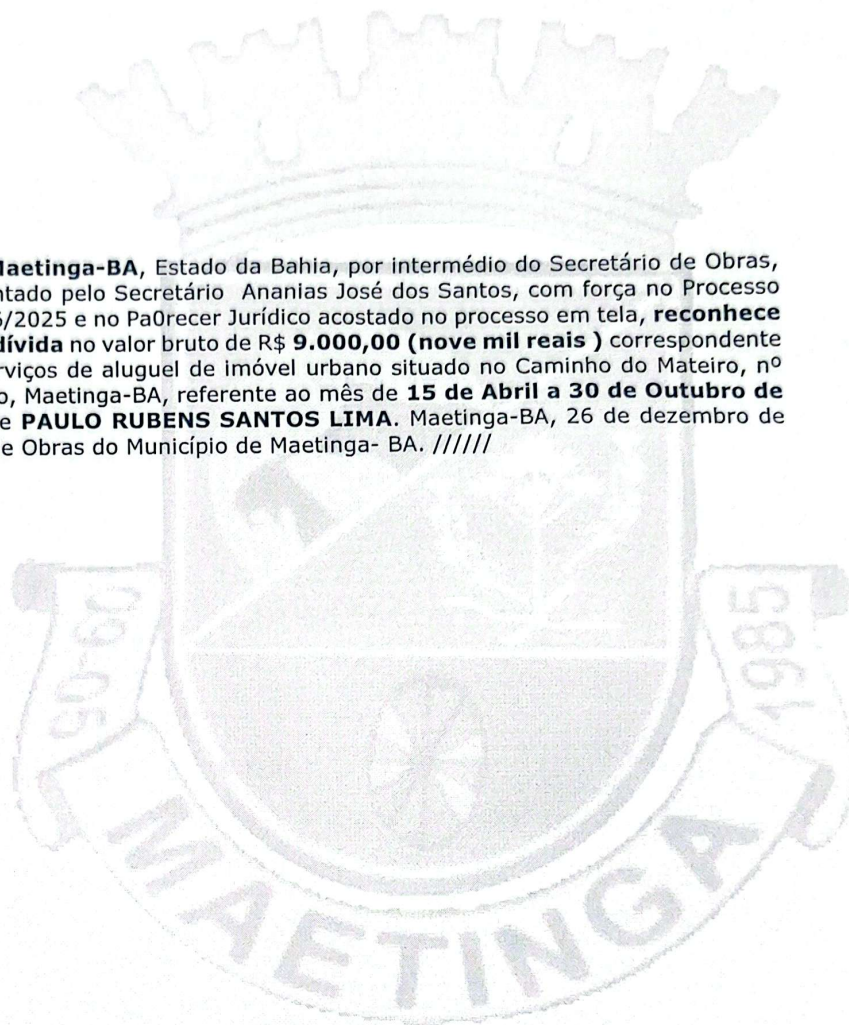 laetinga-BA, Estado da Bahia, por intermédio do Secretário de Obras,
ntado pelo Secretário Ananias José dos Santos, com força no Processo
/2025 e no Pa0recer Jurídico acostado no processo em tela, reconhece
dívida no valor bruto de R$ 9.000,00 (nove mil reais ) correspondente
rviços de aluguel de imóvel urbano situado no Caminho do Mateiro, nº
o, Maetinga-BA, referente ao mês de 15 de Abril a 30 de Outubro de
e PAULO RUBENS SANTOS LIMA. Maetinga-BA, 26 de dezembro de
e Obras do Município de Maetinga- BA. //////
09-05
1985
MAETINGA